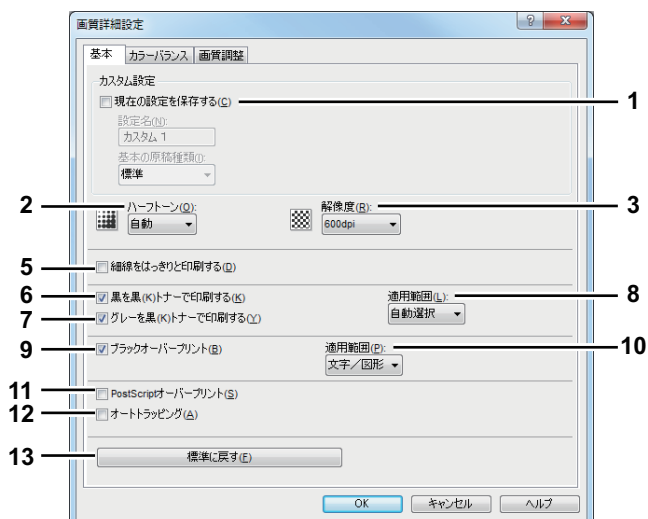 画質詳細設定
基本 カラーバランス 画質調整
カスタム設定
現在の設定を保存する(C) 1
設定名(N):
カスタム 1
基本の原稿種類(I):
標準
2 ハーフトーン(O): 解像度(R): 3
自動 600dpi
5 細線をはっきりと印刷する(D)
6 黒を黒(K)トナーで印刷する(K) 適用範囲(L): 8
7 グレーを黒(K)トナーで印刷する(Y) 自動選択
9 ブラックオーバープリント(B) 適用範囲(P): 10
文字/図形
11 PostScriptオーバープリント(S)
12 オートトラッピング(A)
13 標準に戻す(F)
OK キャンセル ヘルプ